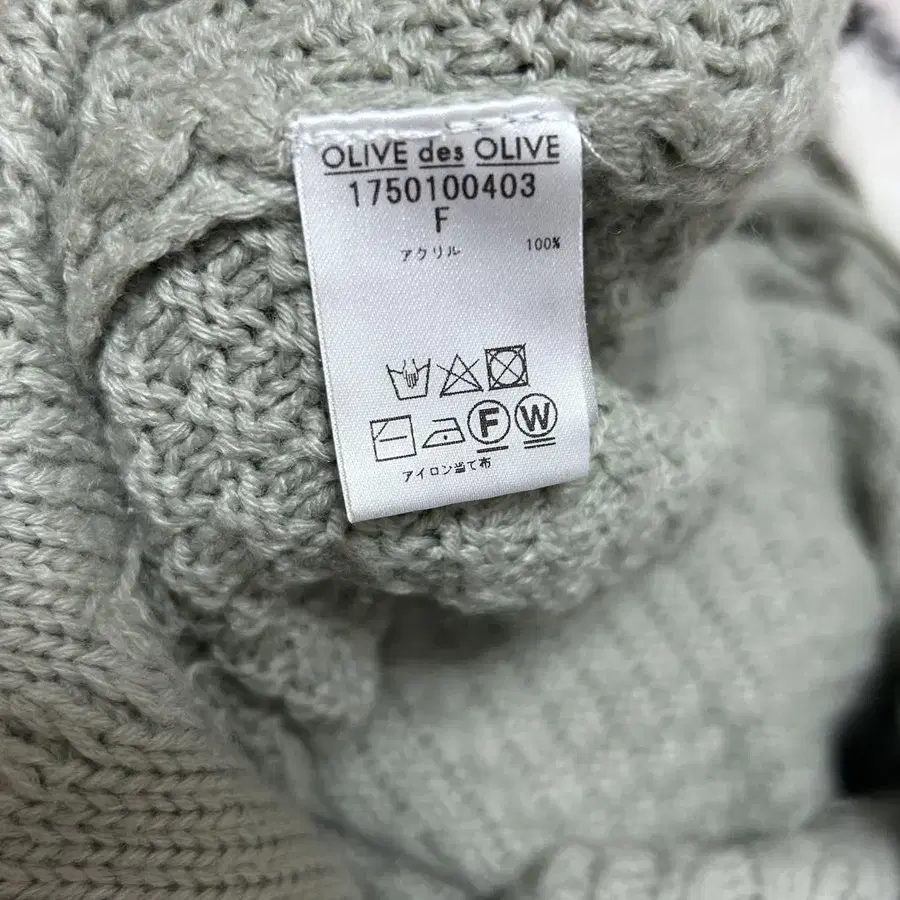 OLIVE des OLIVE
1750100403
F
アクリル 100%
F W
アイロン当て布